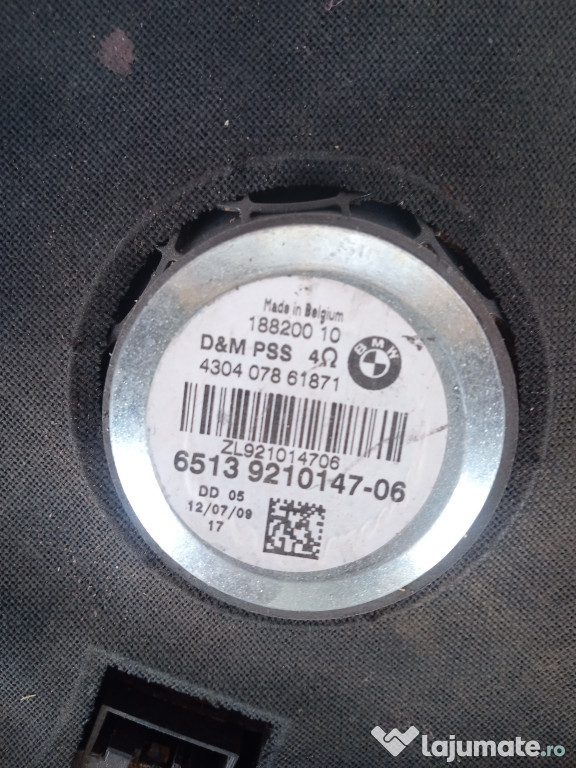 Made in Belgium
188200 10
D&M PSS 4Ω
BMW
4304 078 61871
ZL921014706
6513 9210147-06
DD 05
12/07/09
17
lajumate.ro